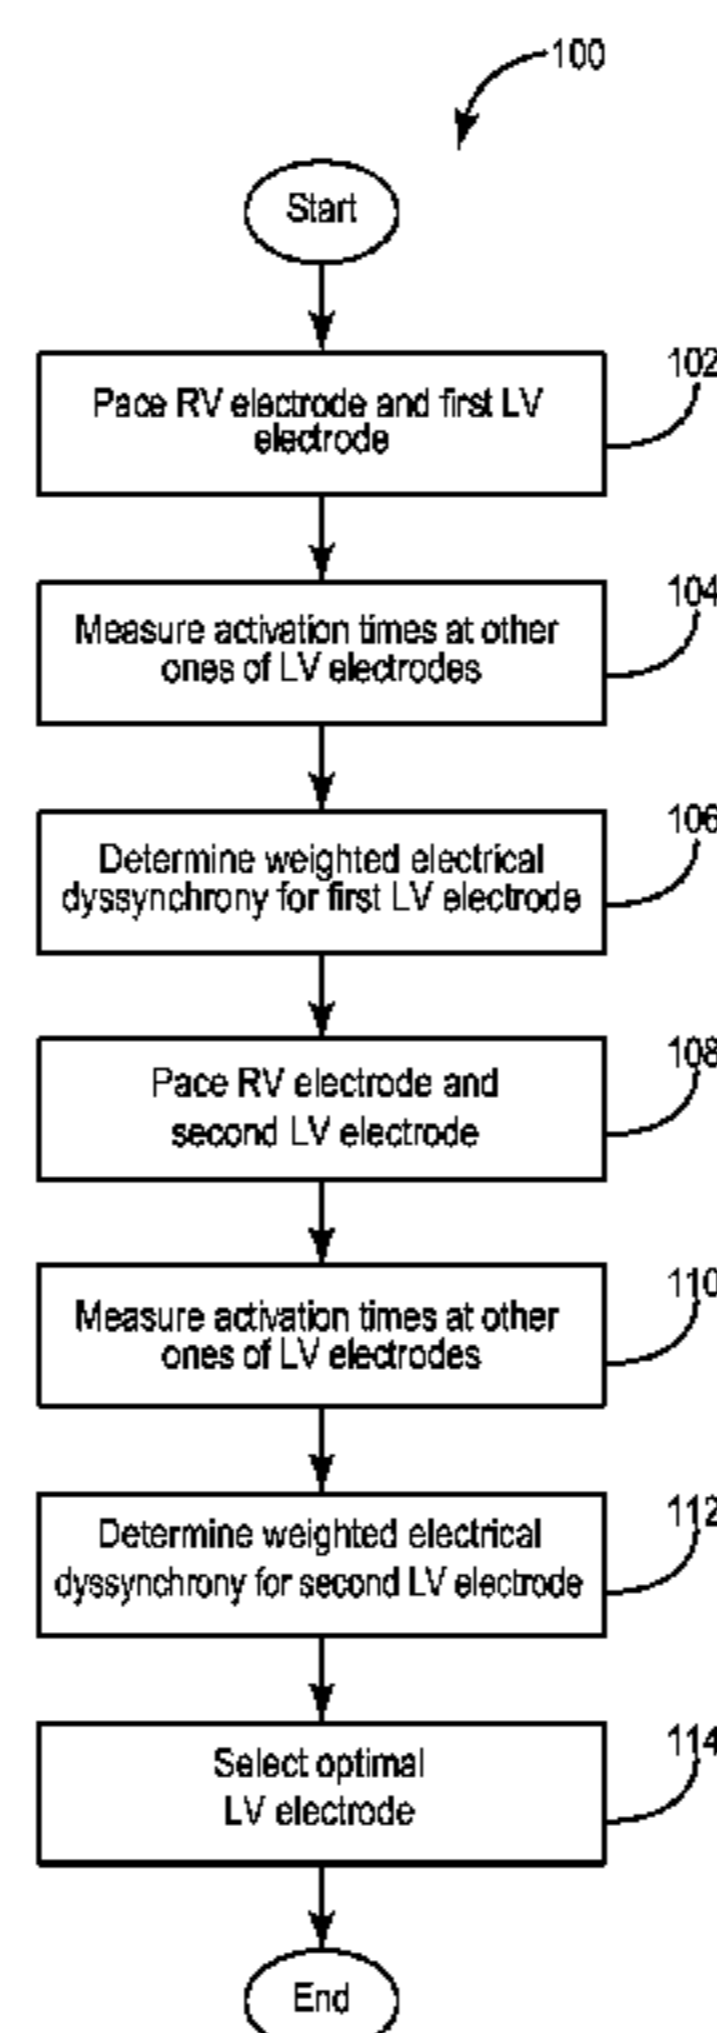 100
Start
102
Pace RV electrode and first LV
electrode
104
Measure activation times at other
ones of LV electrodes
106
Determine weighted electrical
dyssynchrony for first LV electrode
108
Pace RV electrode and
second LV electrode
110
Measure activation times at other
ones of LV electrodes
112
Determine weighted electrical
dyssynchrony for second LV electrode
114
Select optimal
LV electrode
End